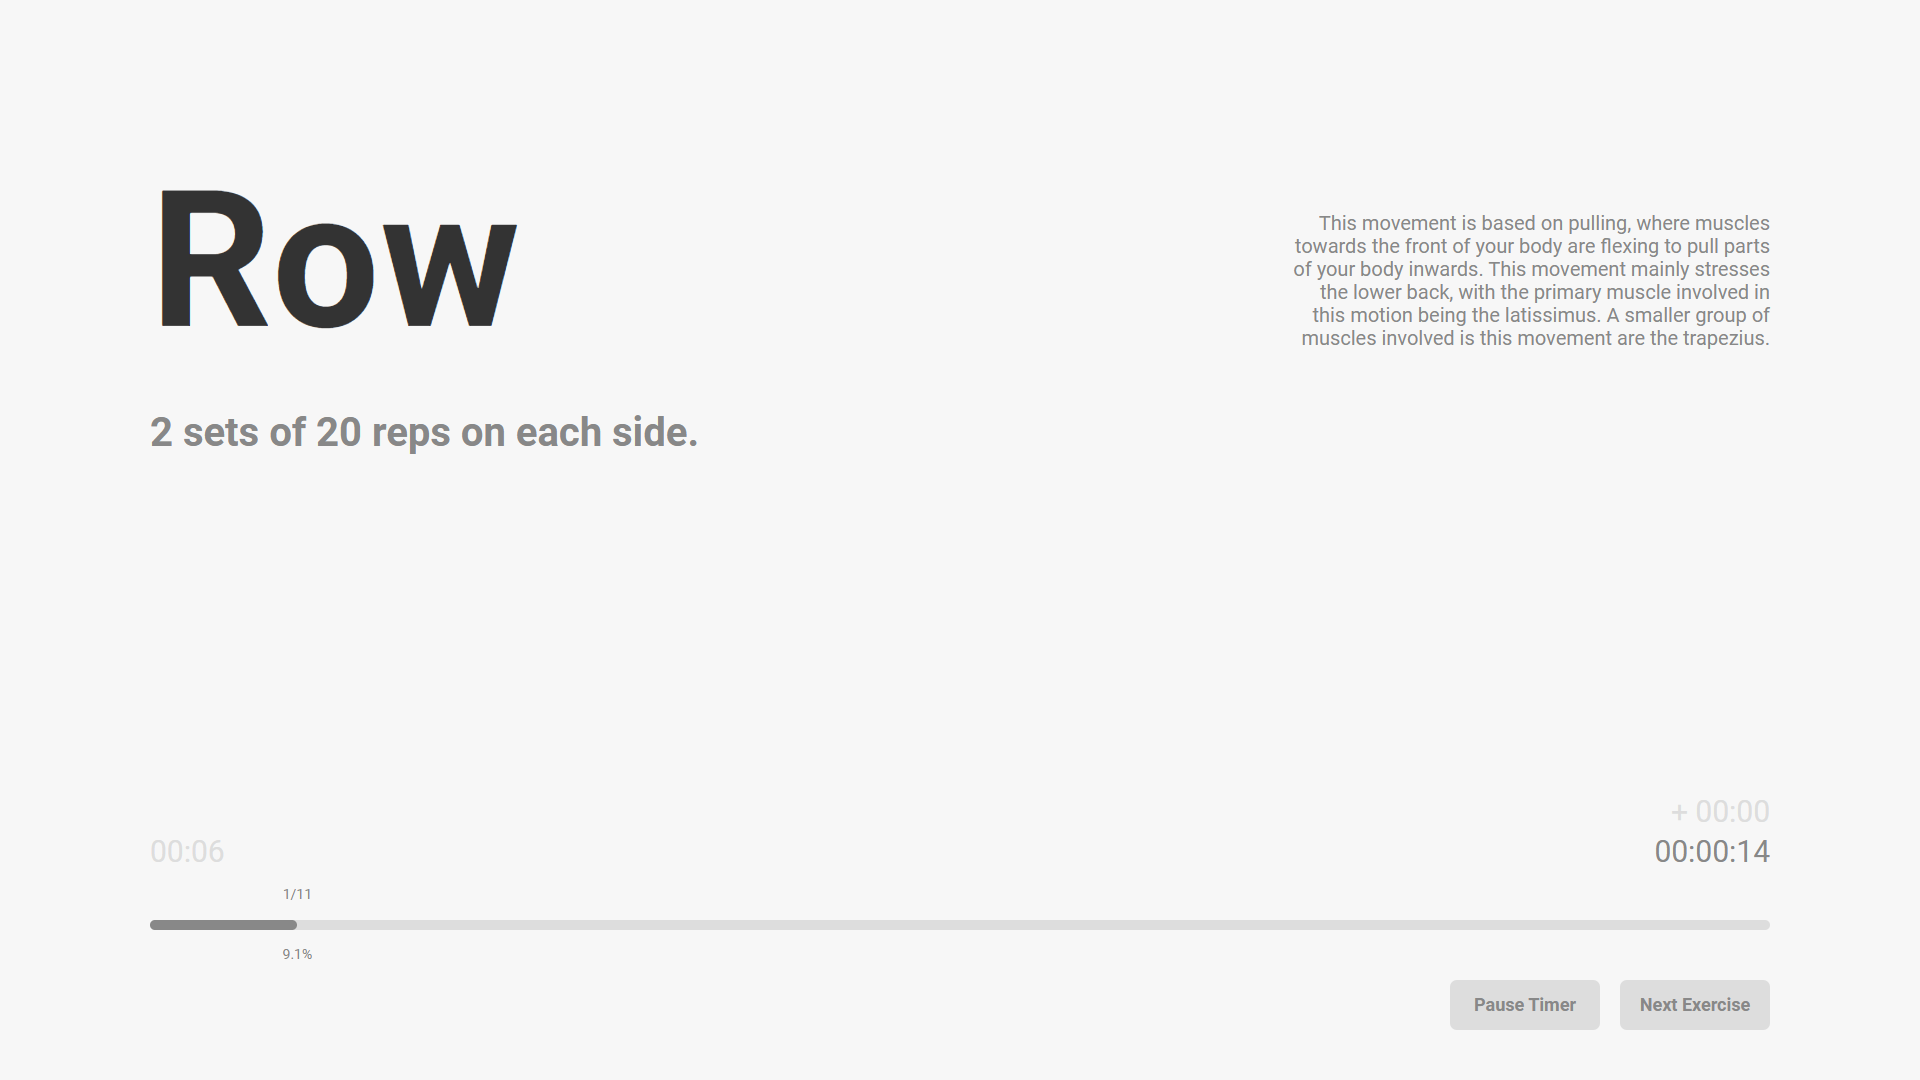 Row
This movement is based on pulling, where muscles
towards the front of your body are flexing to pull parts
of your body inwards. This movement mainly stresses
the lower back, with the primary muscle involved in
this motion being the latissimus. A smaller group of
muscles involved is this movement are the trapezius.
2 sets of 20 reps on each side.
+ 00:00
00:06
00:00:14
1/11
9.1%
Pause Timer
Next Exercise